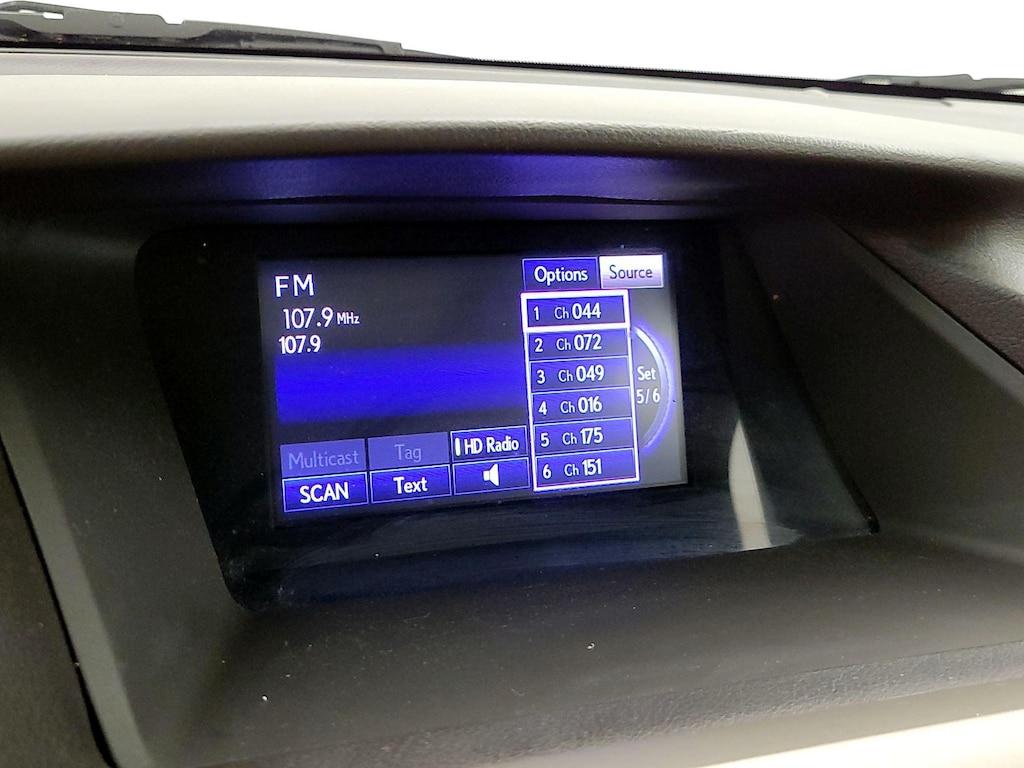 FM
107.9 MHz
107.9
Options
Source
1 Ch 044
2 Ch 072
3 Ch 049
4 Ch 016
5 Ch 175
6 Ch 151
Set
5/6
Multicast
Tag
HD Radio
SCAN
Text